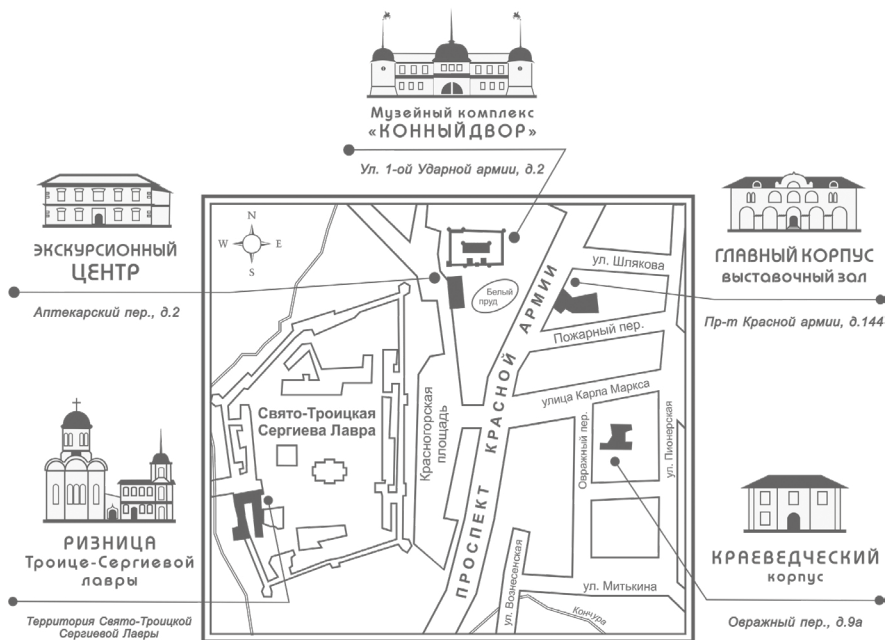 Музейный комплекс
«КОННЫЙ ДВОР»
Ул. 1-ой Ударной армии, д.2
ЭКСКУРСИОННЫЙ
ЦЕНТР
Аптекарский пер., д.2
ГЛАВНЫЙ КОРПУС
выставочный зал
Пр-т Красной армии, д.144
N
W
E
S
ул. Шлякова
Белый
пруд
Пожарный пер.
улица Карла Маркса
Свято-Троицкая
Сергиева Лавра
Красногорская
площадь
ПРОСПЕКТ КРАСНОЙ АРМИИ
Овражный пер.
ул. Пионерская
ул. Вознесенская
ул. Митькина
Кончура
РИЗНИЦА
Троице-Сергиевой
лавры
Территория Свято-Троицкой
Сергиевой Лавры
КРАЕВЕДЧЕСКИЙ
корпус
Овражный пер., д.9а